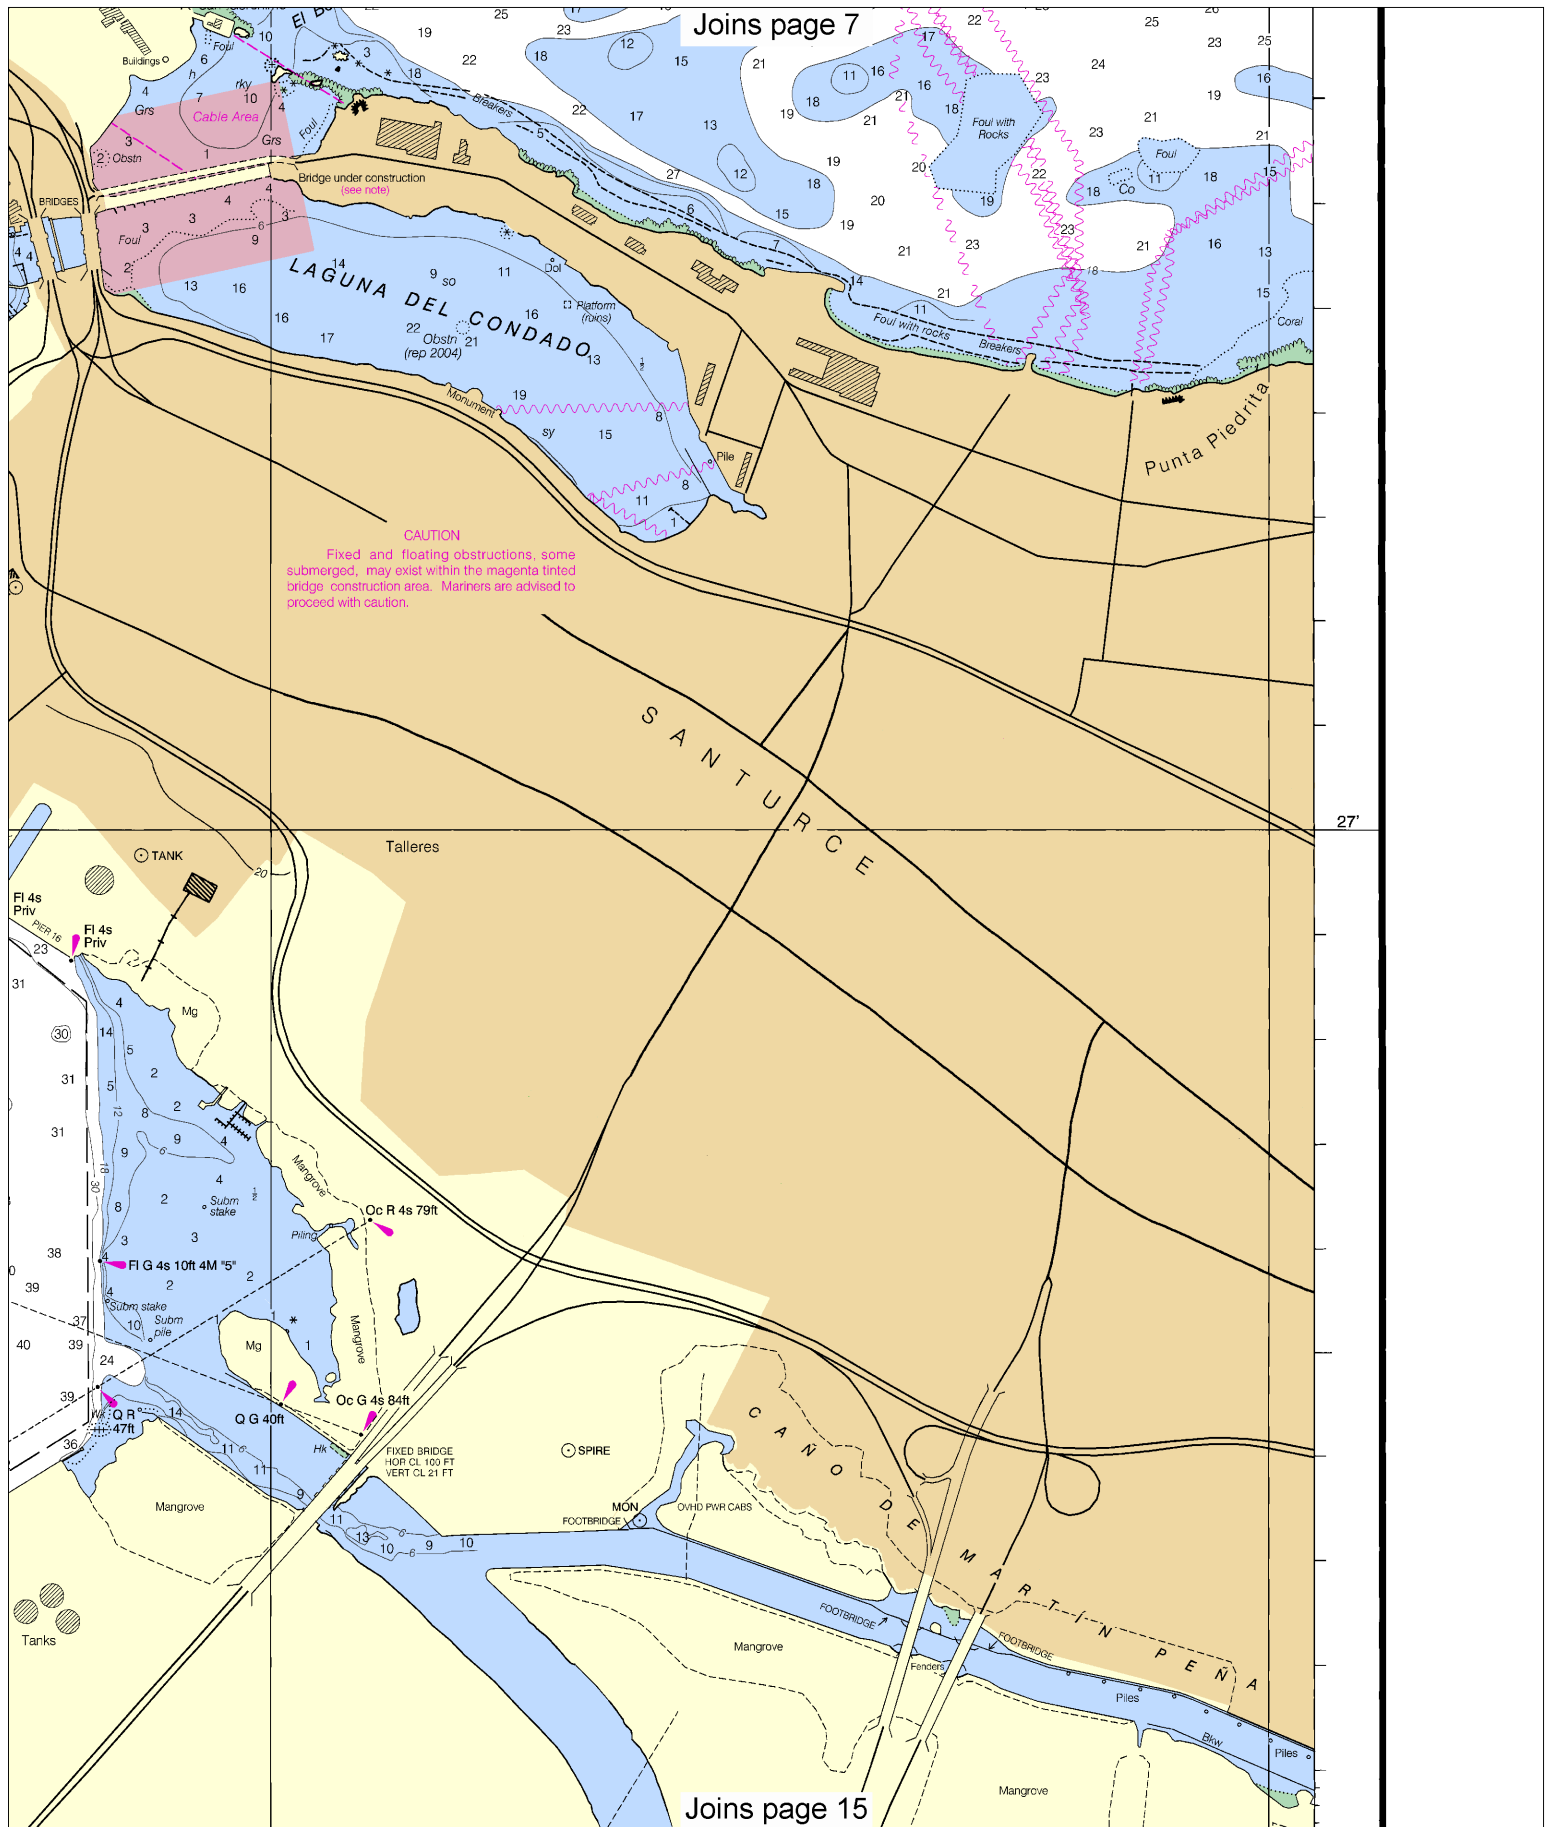 Joins page 7
El
Buildings
Foul
h
rky
Grs
Cable Area
Foul
Grs
Obstn
Breakers
Bridge under construction
(see note)
BRIDGES
Foul
Foul with
Rocks
Foul
Co
LAGUNA DEL CONDADO
so
Dol
Platform
(ruins)
Obstn
(rep 2004)
Foul with rocks
Breakers
Coral
Monument
sy
Pile
Punta Piedrita
CAUTION
Fixed and floating obstructions, some
submerged, may exist within the magenta tinted
bridge construction area. Mariners are advised to
proceed with caution.
SANTURCE
27'
TANK
Talleres
Fl 4s
Priv
PIER 16
Fl 4s
Priv
Mg
Mangrove
Subm
stake
Piling
Oc R 4s 79ft
Fl G 4s 10ft 4M "5"
Subm stake
Subm
pile
Mg
Mangrove
Oc G 4s 84ft
Q R
47ft
Wk
Q G 40ft
Hk
FIXED BRIDGE
HOR CL 100 FT
VERT CL 21 FT
SPIRE
Mangrove
MON
FOOTBRIDGE
OVHD PWR CABS
CAÑO DE MARTÍN PEÑA
Tanks
FOOTBRIDGE
FOOTBRIDGE
Mangrove
Fenders
Piles
Bkw
Piles
Mangrove
Joins page 15